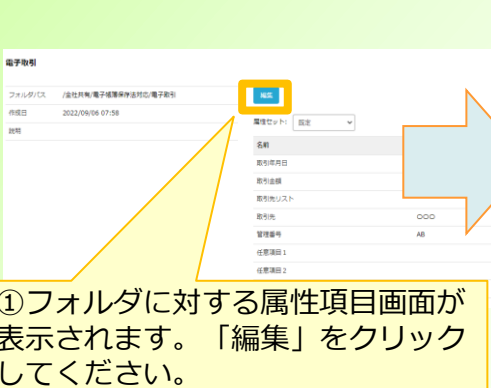 電子取引
フォルダパス /会社共有/電子帳簿保存法対応/電子取引
作成日 2022/09/06 07:58
説明
編集
属性セット: 既定
名前
取引年月日
取引金額
取引先リスト
取引先 〇〇〇
管理番号 AB
任意項目1
任意項目2
①フォルダに対する属性項目画面が
表示されます。「編集」をクリック
してください。